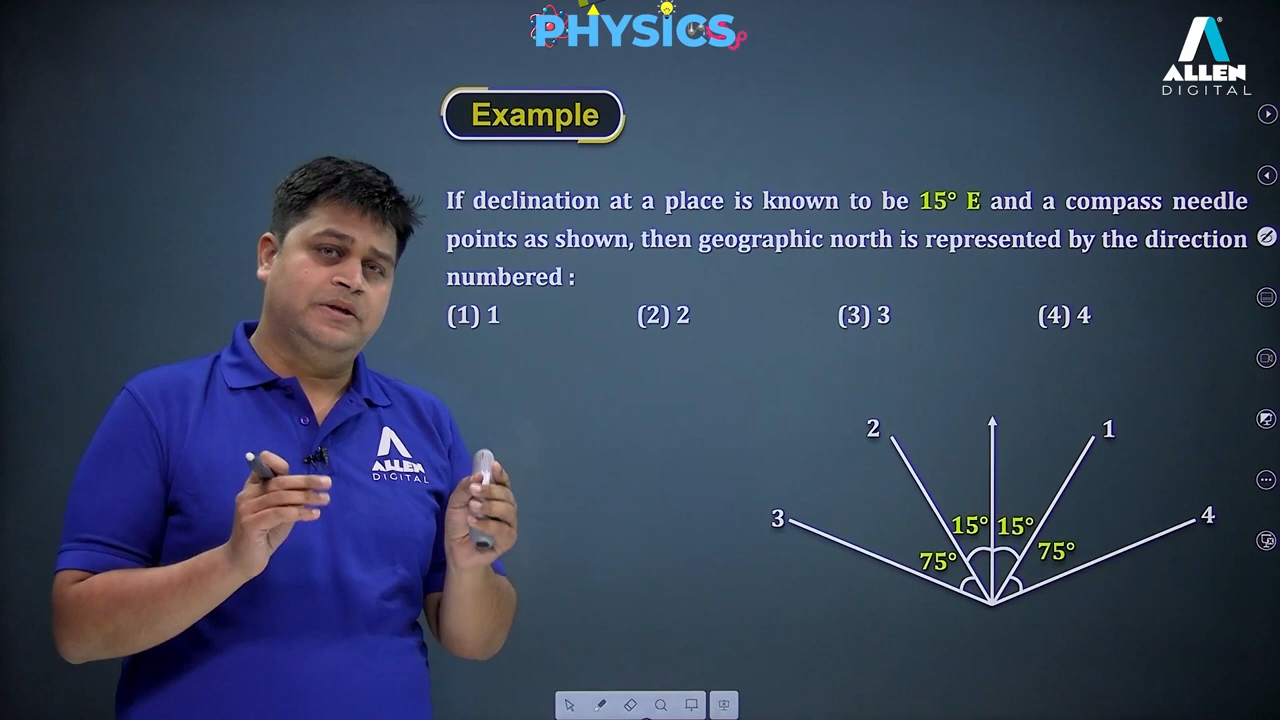 PHYSICS
ALLEN
DIGITAL
Example
If declination at a place is known to be 15° E and a compass needle
points as shown, then geographic north is represented by the direction
numbered :
(1) 1 (2) 2 (3) 3 (4) 4
2 1
3 4
15° 15°
75° 75°
ALLEN
DIGITAL